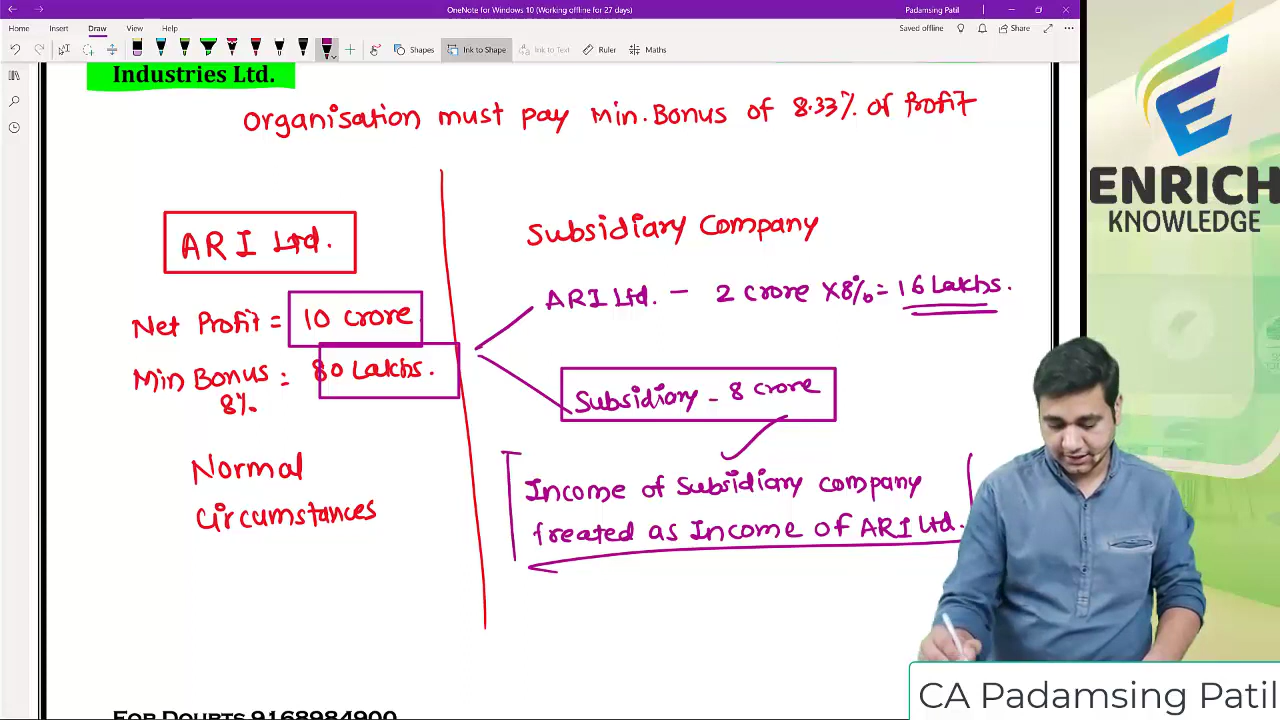 OneNote for Windows 10 (Working offline for 27 days)
Padamsing Patil
Home Insert Draw View Help
Saved offline
Share
Shapes
Ink to Shape
Ink to Text
Ruler
Maths
Industries Ltd.
Organisation must pay Min. Bonus of 8.33% of Profit
ARI Ltd.
Net Profit = 10 crore
Min Bonus = 80 Lakhs.
8%
Normal
Circumstances
Subsidiary Company
ARI Ltd. - 2 crore X8% = 16 Lakhs.
Subsidiary - 8 crore
Income of Subsidiary company
treated as Income of ARI Ltd.
For Doubts 9168984900
ENRICH
KNOWLEDGE
CA Padamsing Patil